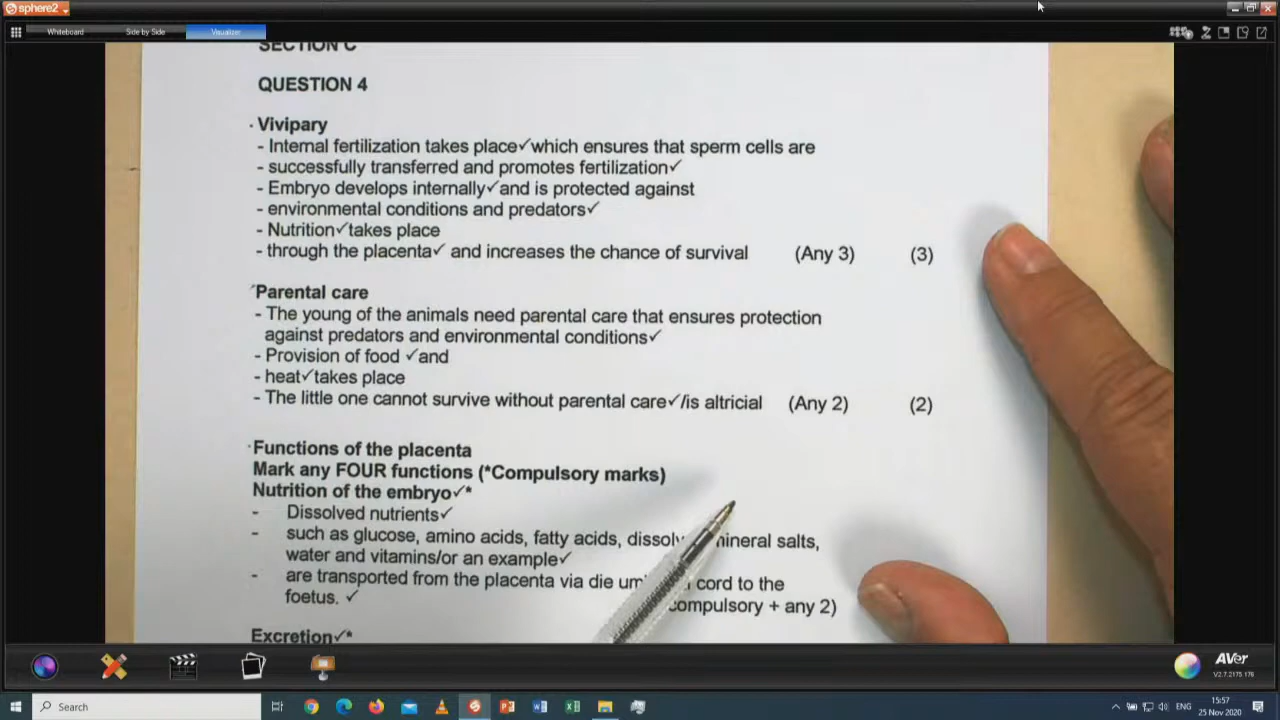 sphere2
Whiteboard
Side by Side
Visualizer
SECTION C
QUESTION 4
Vivipary
- Internal fertilization takes place✓which ensures that sperm cells are
- successfully transferred and promotes fertilization✓
- Embryo develops internally✓and is protected against
- environmental conditions and predators✓
- Nutrition✓takes place
- through the placenta✓ and increases the chance of survival (Any 3) (3)
Parental care
- The young of the animals need parental care that ensures protection
against predators and environmental conditions✓
- Provision of food ✓and
- heat✓takes place
- The little one cannot survive without parental care✓/is altricial (Any 2) (2)
Functions of the placenta
Mark any FOUR functions (*Compulsory marks)
Nutrition of the embryo✓*
- Dissolved nutrients✓
- such as glucose, amino acids, fatty acids, mineral salts,
water and vitamins/or an example✓
- are transported from the placenta via die cord to the
foetus. ✓
compulsory + any 2)
Excretion✓*
AVer
V2.7.2175.178
Search
ENG
15:57
25 Nov 2020